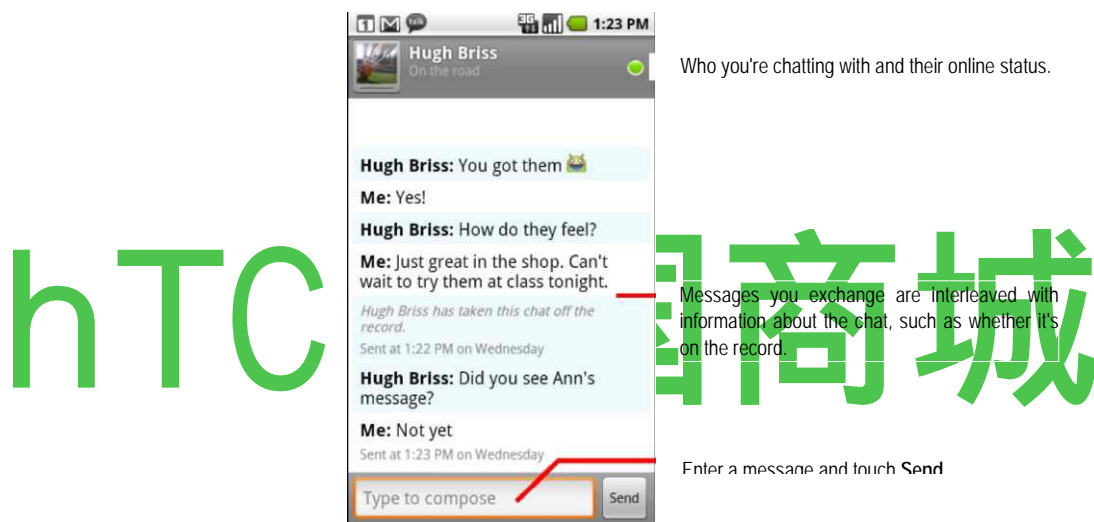 1 talk 3G 1:23 PM
Hugh Briss
On the road
Who you're chatting with and their online status.
Hugh Briss: You got them
Me: Yes!
Hugh Briss: How do they feel?
Me: Just great in the shop. Can't
wait to try them at class tonight.
Hugh Briss has taken this chat off the
record.
Sent at 1:22 PM on Wednesday
Messages you exchange are interleaved with
information about the chat, such as whether it's
on the record.
hTC 商城
Hugh Briss: Did you see Ann's
message?
Me: Not yet
Sent at 1:23 PM on Wednesday
Enter a message and touch Send
Type to compose
Send